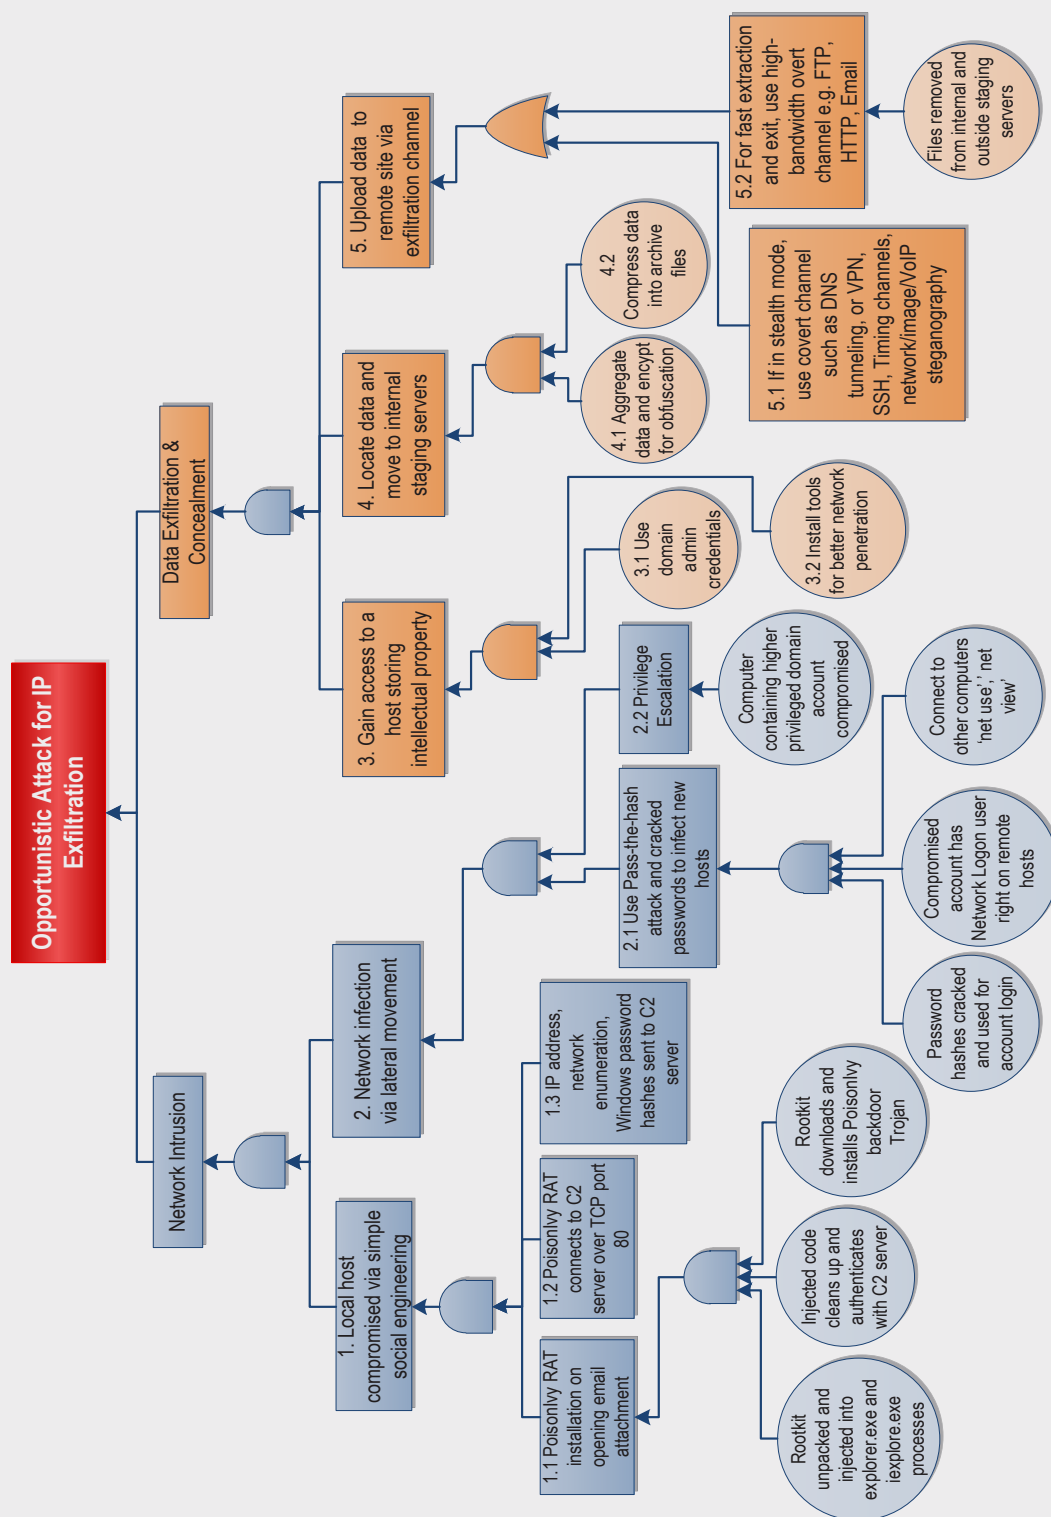 Opportunistic Attack for IP
Exfiltration
Network Intrusion
Data Exfiltration &
Concealment
1. Local host
compromised via simple
social engineering
2. Network infection
via lateral movement
3. Gain access to a
host storing
intellectual property
4. Locate data and
move to internal
staging servers
5. Upload data to
remote site via
exfiltration channel
1.1 PoisonIvy RAT
installation on
opening email
attachment
1.2 PoisonIvy RAT
connects to C2
server over TCP port
80
1.3 IP address,
network
enumeration,
Windows password
hashes sent to C2
server
2.1 Use Pass-the-hash
attack and cracked
passwords to infect new
hosts
2.2 Privilege
Escalation
3.1 Use
domain
admin
credentials
3.2 Install tools
for better network
penetration
4.1 Aggregate
data and encypt
for obfuscation
4.2
Compress data
into archive
files
5.1 If in stealth mode,
use covert channel
such as DNS
tunneling, or VPN,
SSH, Timing channels,
network/image/VoIP
steganography
5.2 For fast extraction
and exit, use high-
bandwidth overt
channel e.g. FTP,
HTTP, Email
Rootkit
unpacked and
injected into
explorer.exe and
iexplore.exe
processes
Injected code
cleans up and
authenticates
with C2 server
Rootkit
downloads and
installs PoisonIvy
backdoor
Trojan
Password
hashes cracked
and used for
account login
Compromised
account has
Network Logon user
right on remote
hosts
Connect to
other computers
‘net use’,’ ‘net
view’
Computer
containing higher
privileged domain
account
compromised
Files removed
from internal and
outside staging
servers